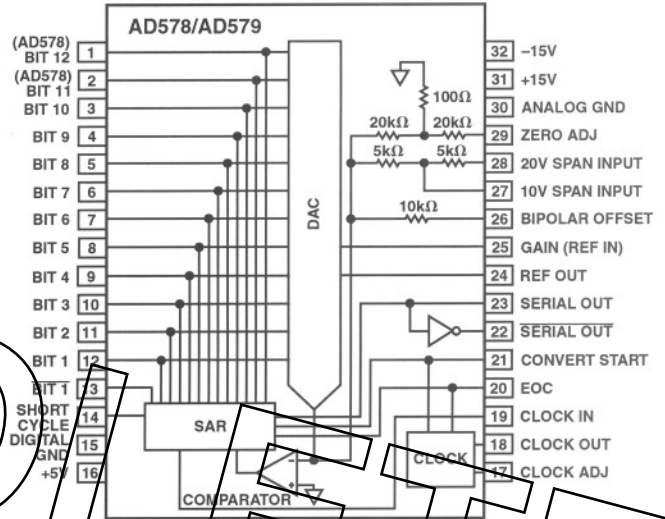 AD578/AD579
(AD578)
BIT 12 1
(AD578)
BIT 11 2
BIT 10 3
BIT 9 4
BIT 8 5
BIT 7 6
BIT 6 7
BIT 5 8
BIT 4 9
BIT 3 10
BIT 2 11
BIT 1 12
BIT 1 13
SHORT
CYCLE 14
DIGITAL
GND 15
+5V 16
DAC
SAR
COMPARATOR
CLOCK
−
+
100Ω
20kΩ 20kΩ
5kΩ 5kΩ
10kΩ
32 −15V
31 +15V
30 ANALOG GND
29 ZERO ADJ
28 20V SPAN INPUT
27 10V SPAN INPUT
26 BIPOLAR OFFSET
25 GAIN (REF IN)
24 REF OUT
23 SERIAL OUT
22 SERIAL OUT
21 CONVERT START
20 EOC
19 CLOCK IN
18 CLOCK OUT
17 CLOCK ADJ